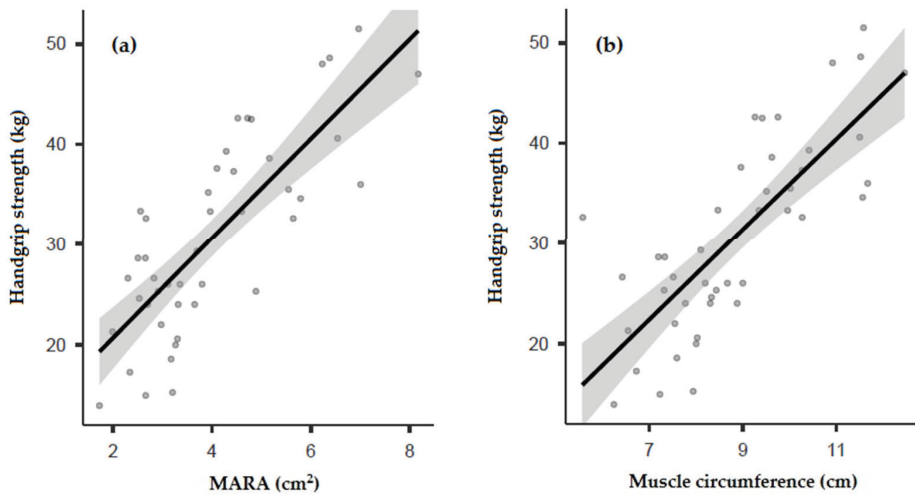 (a)
Handgrip strength (kg)
50
40
30
20
2 4 6 8
MARA (cm²)
(b)
Handgrip strength (kg)
50
40
30
20
7 9 11
Muscle circumference (cm)